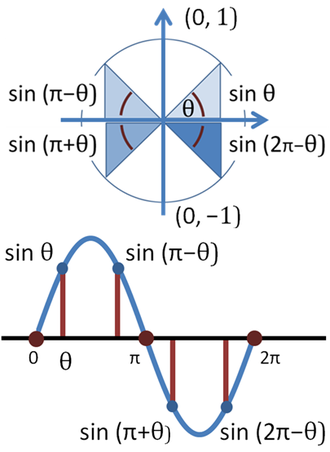 (0, 1)
sin (π−θ) sin θ
θ
sin (π+θ) sin (2π−θ)
(0, −1)
sin θ sin (π−θ)
0 θ π 2π
sin (π+θ) sin (2π−θ)